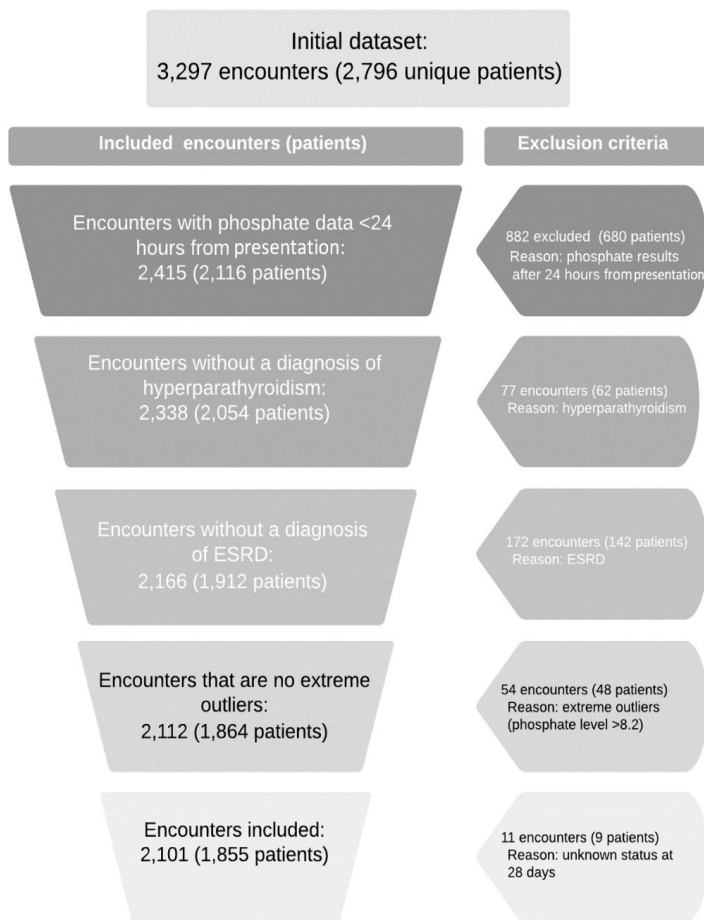 Initial dataset:
3,297 encounters (2,796 unique patients)
Included encounters (patients)
Exclusion criteria
Encounters with phosphate data <24
hours from presentation:
2,415 (2,116 patients)
882 excluded (680 patients)
Reason: phosphate results
after 24 hours from presentation
Encounters without a diagnosis of
hyperparathyroidism:
2,338 (2,054 patients)
77 encounters (62 patients)
Reason: hyperparathyroidism
Encounters without a diagnosis
of ESRD:
2,166 (1,912 patients)
172 encounters (142 patients)
Reason: ESRD
Encounters that are no extreme
outliers:
2,112 (1,864 patients)
54 encounters (48 patients)
Reason: extreme outliers
(phosphate level >8.2)
Encounters included:
2,101 (1,855 patients)
11 encounters (9 patients)
Reason: unknown status at
28 days